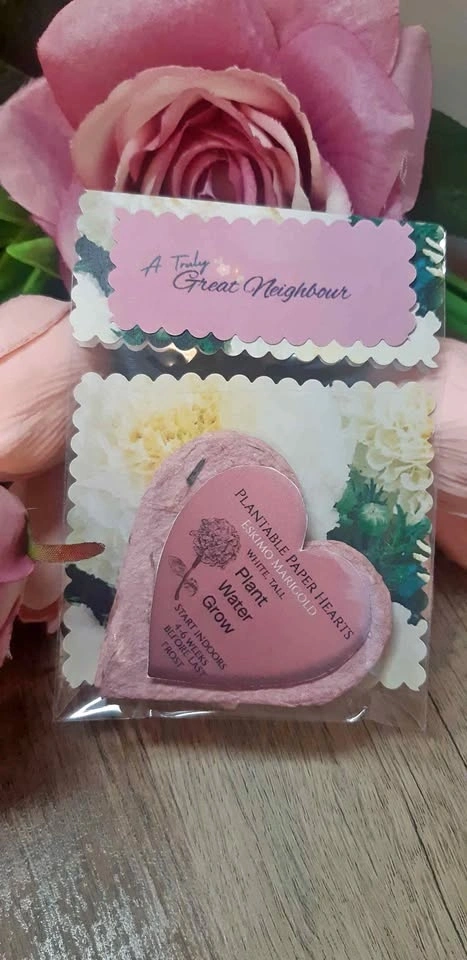 A Truly
Great Neighbour
PLANTABLE PAPER HEARTS
ESKIMO MARIGOLD
WHITE TALL
Plant
Water
Grow
START INDOORS
4-6 WEEKS
BEFORE LAST
FROST